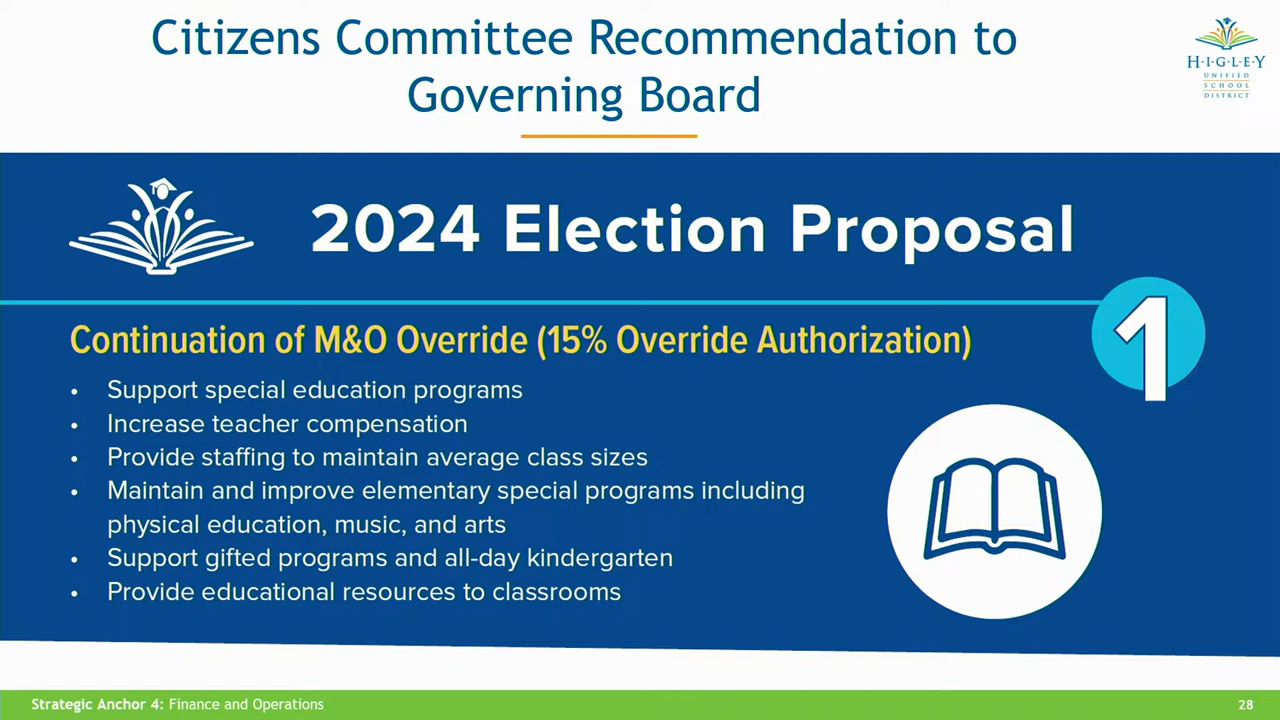 Citizens Committee Recommendation to
Governing Board
H·I·G·L·E·Y
UNIFIED
SCHOOL
DISTRICT
2024 Election Proposal
1
Continuation of M&O Override (15% Override Authorization)
• Support special education programs
• Increase teacher compensation
• Provide staffing to maintain average class sizes
• Maintain and improve elementary special programs including
physical education, music, and arts
• Support gifted programs and all-day kindergarten
• Provide educational resources to classrooms
Strategic Anchor 4: Finance and Operations
28